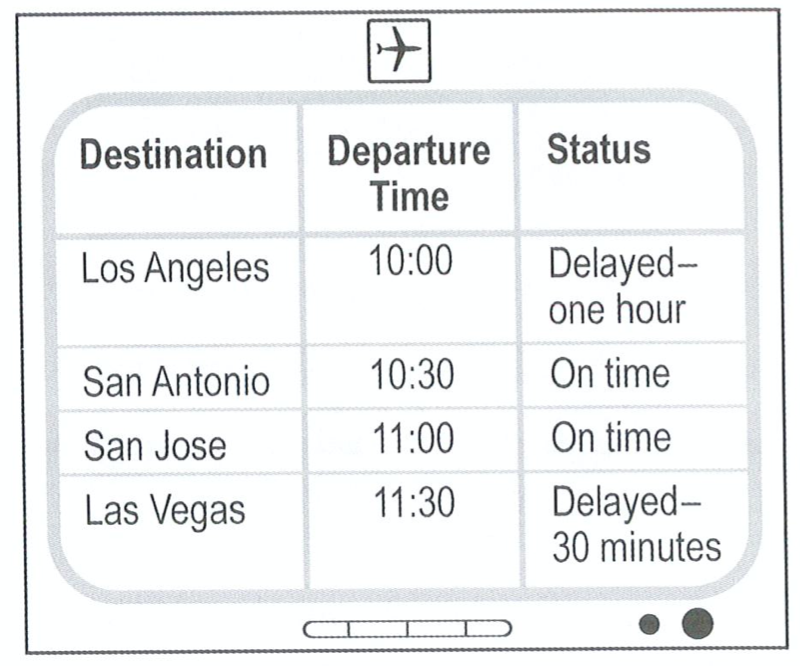 Destination Departure Time Status
Los Angeles 10:00 Delayed–
one hour
San Antonio 10:30 On time
San Jose 11:00 On time
Las Vegas 11:30 Delayed–
30 minutes